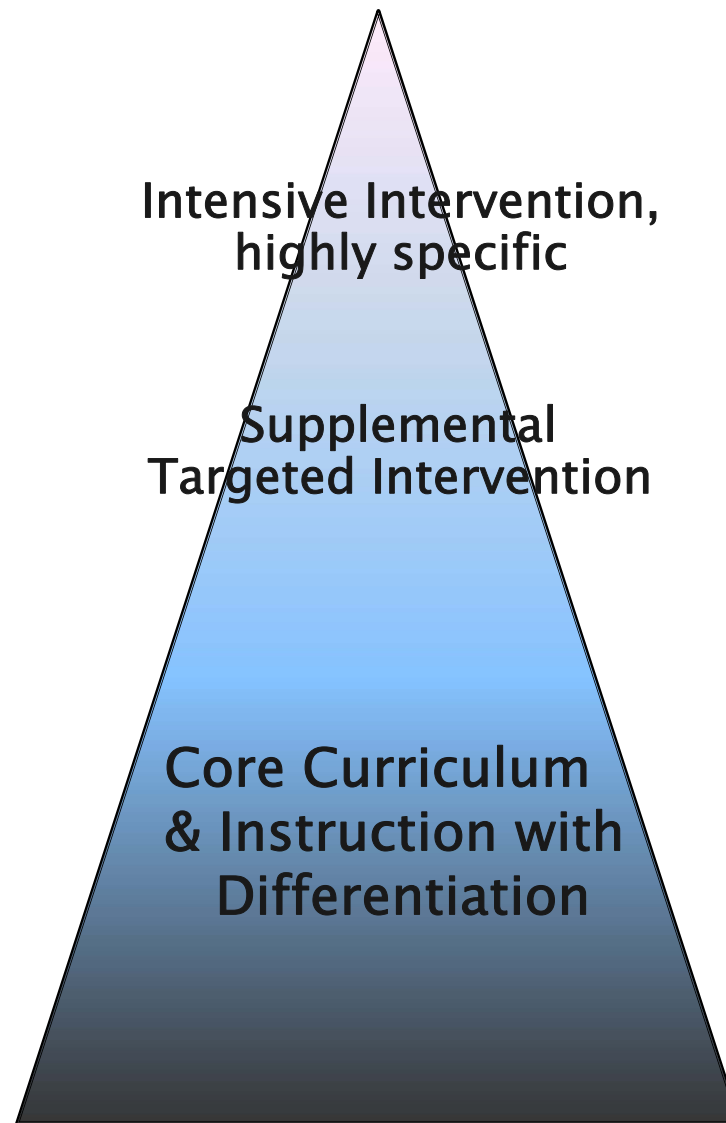 Intensive Intervention,
highly specific
Supplemental
Targeted Intervention
Core Curriculum
& Instruction with
Differentiation